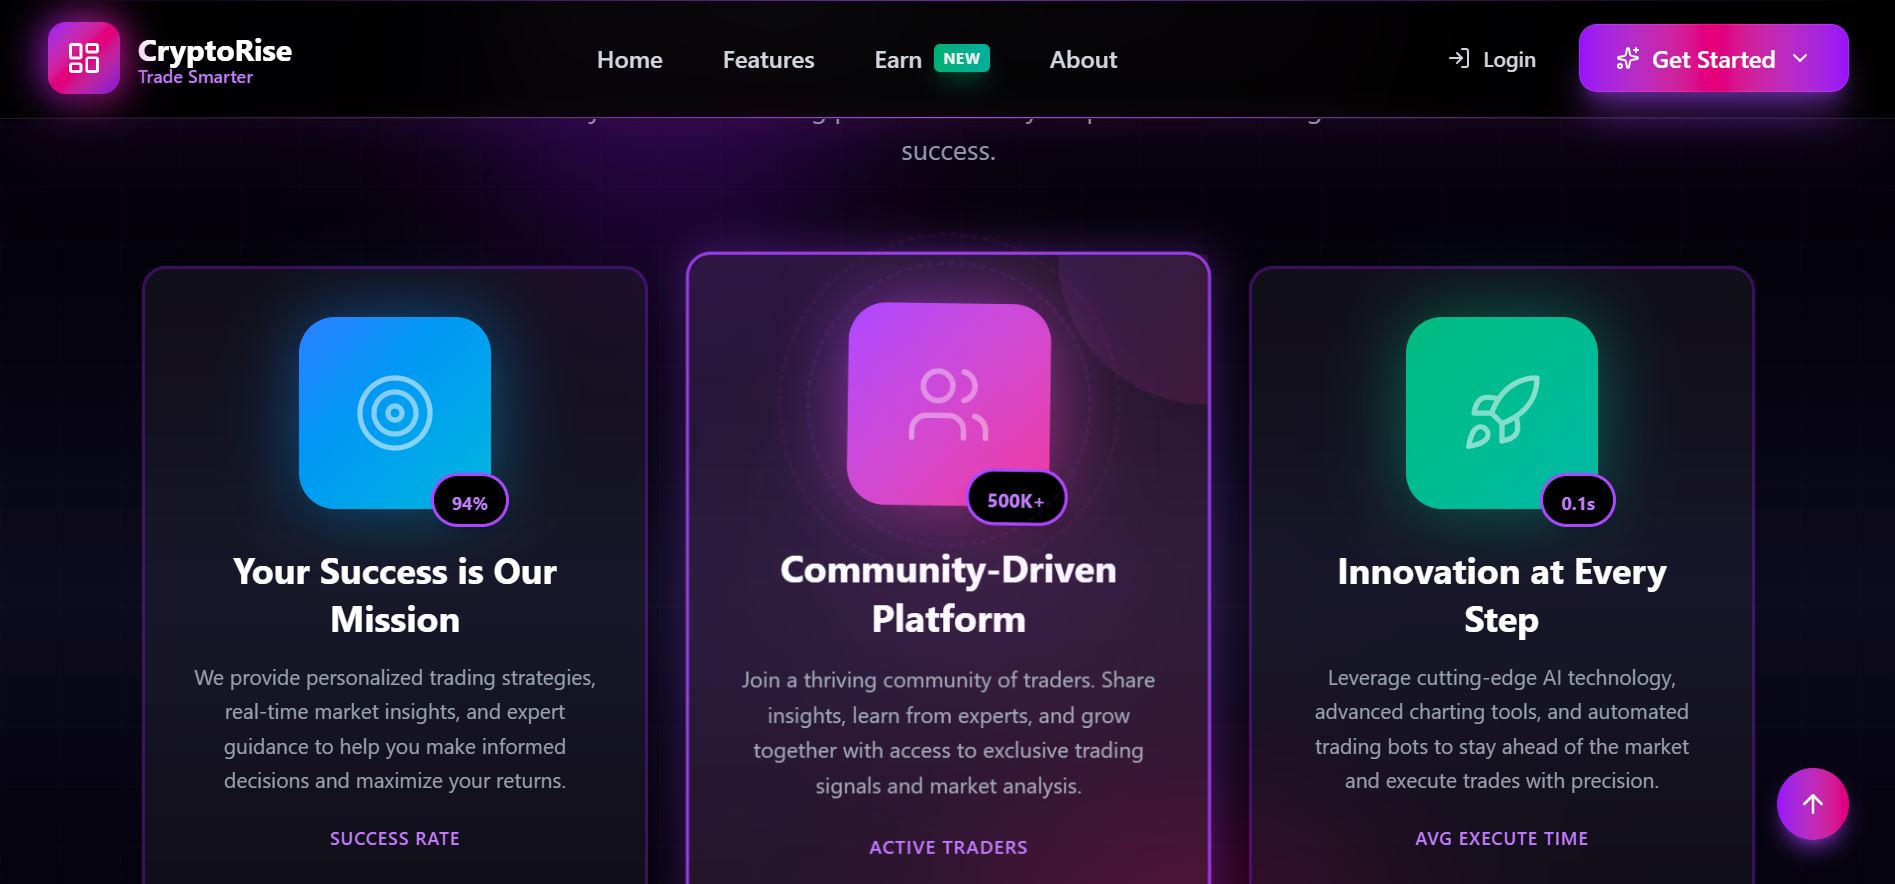 CryptoRise
Trade Smarter
Home
Features
Earn NEW
About
Login
Get Started
success.
94%
Your Success is Our
Mission
We provide personalized trading strategies,
real-time market insights, and expert
guidance to help you make informed
decisions and maximize your returns.
SUCCESS RATE
500K+
Community-Driven
Platform
Join a thriving community of traders. Share
insights, learn from experts, and grow
together with access to exclusive trading
signals and market analysis.
ACTIVE TRADERS
0.1s
Innovation at Every
Step
Leverage cutting-edge AI technology,
advanced charting tools, and automated
trading bots to stay ahead of the market
and execute trades with precision.
AVG EXECUTE TIME